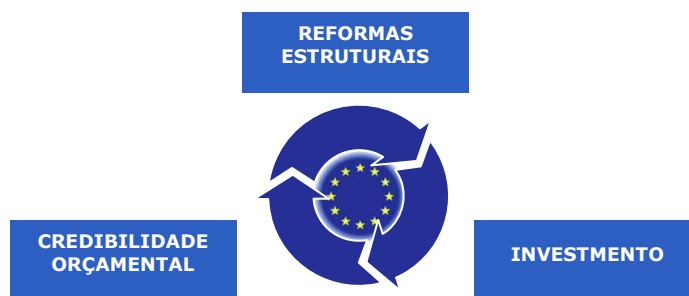 REFORMAS
ESTRUTURAIS
CREDIBILIDADE
ORÇAMENTAL
INVESTMENTO